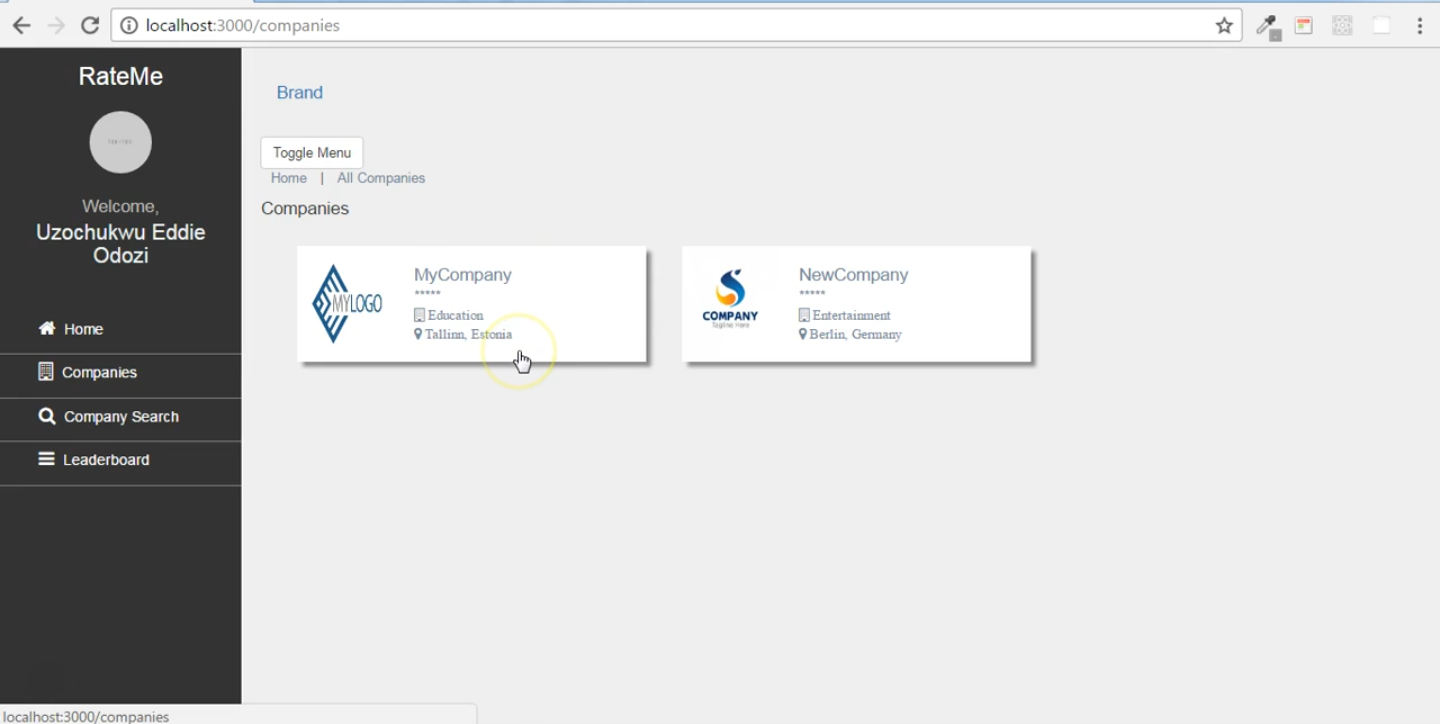 localhost:3000/companies
RateMe
Welcome,
Uzochukwu Eddie
Odozi
Home
Companies
Company Search
Leaderboard
Brand
Toggle Menu
Home | All Companies
Companies
MYLOGO
MyCompany
*****
Education
Tallinn, Estonia
COMPANY
Tagline Here
NewCompany
*****
Entertainment
Berlin, Germany
localhost:3000/companies